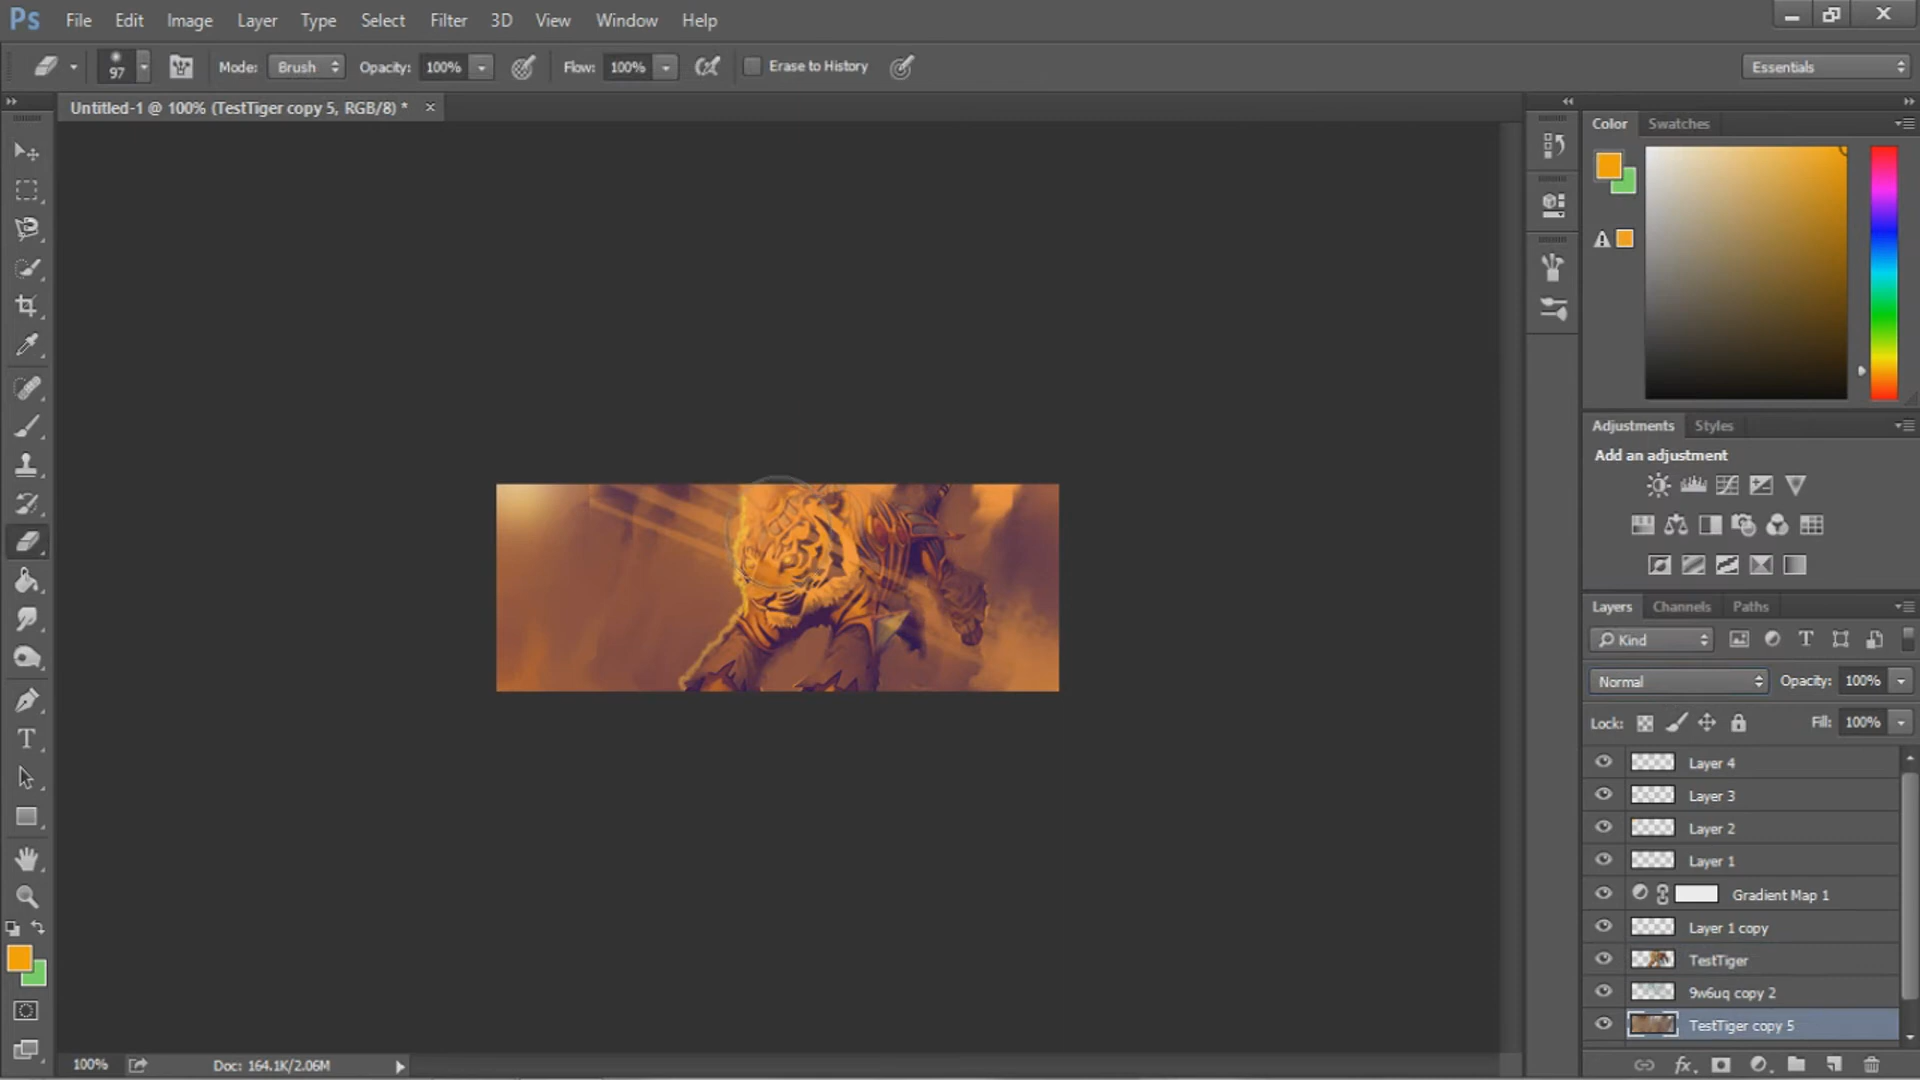 Ps File Edit Image Layer Type Select Filter 3D View Window Help
97 Mode: Brush Opacity: 100% Flow: 100% Erase to History Essentials
Untitled-1 @ 100% (TestTiger copy 5, RGB/8) *
Color Swatches
Adjustments Styles
Add an adjustment
Layers Channels Paths
Kind
Normal Opacity: 100%
Lock: Fill: 100%
Layer 4
Layer 3
Layer 2
Layer 1
Gradient Map 1
Layer 1 copy
TestTiger
9w6uq copy 2
TestTiger copy 5
100% Doc: 164.1K/2.06M